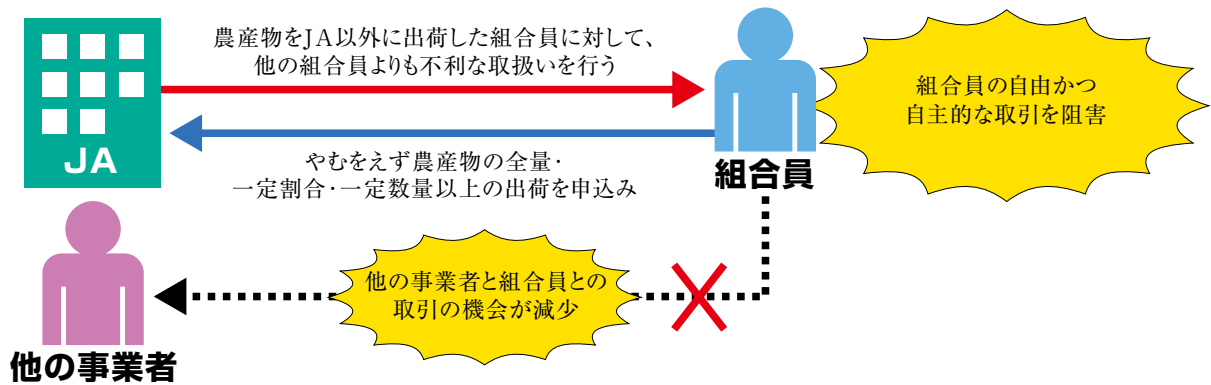 農産物をJA以外に出荷した組合員に対して、
他の組合員よりも不利な取扱いを行う
JA
やむをえず農産物の全量・
一定割合・一定数量以上の出荷を申込み
組合員
組合員の自由かつ
自主的な取引を阻害
他の事業者と組合員との
取引の機会が減少
他の事業者